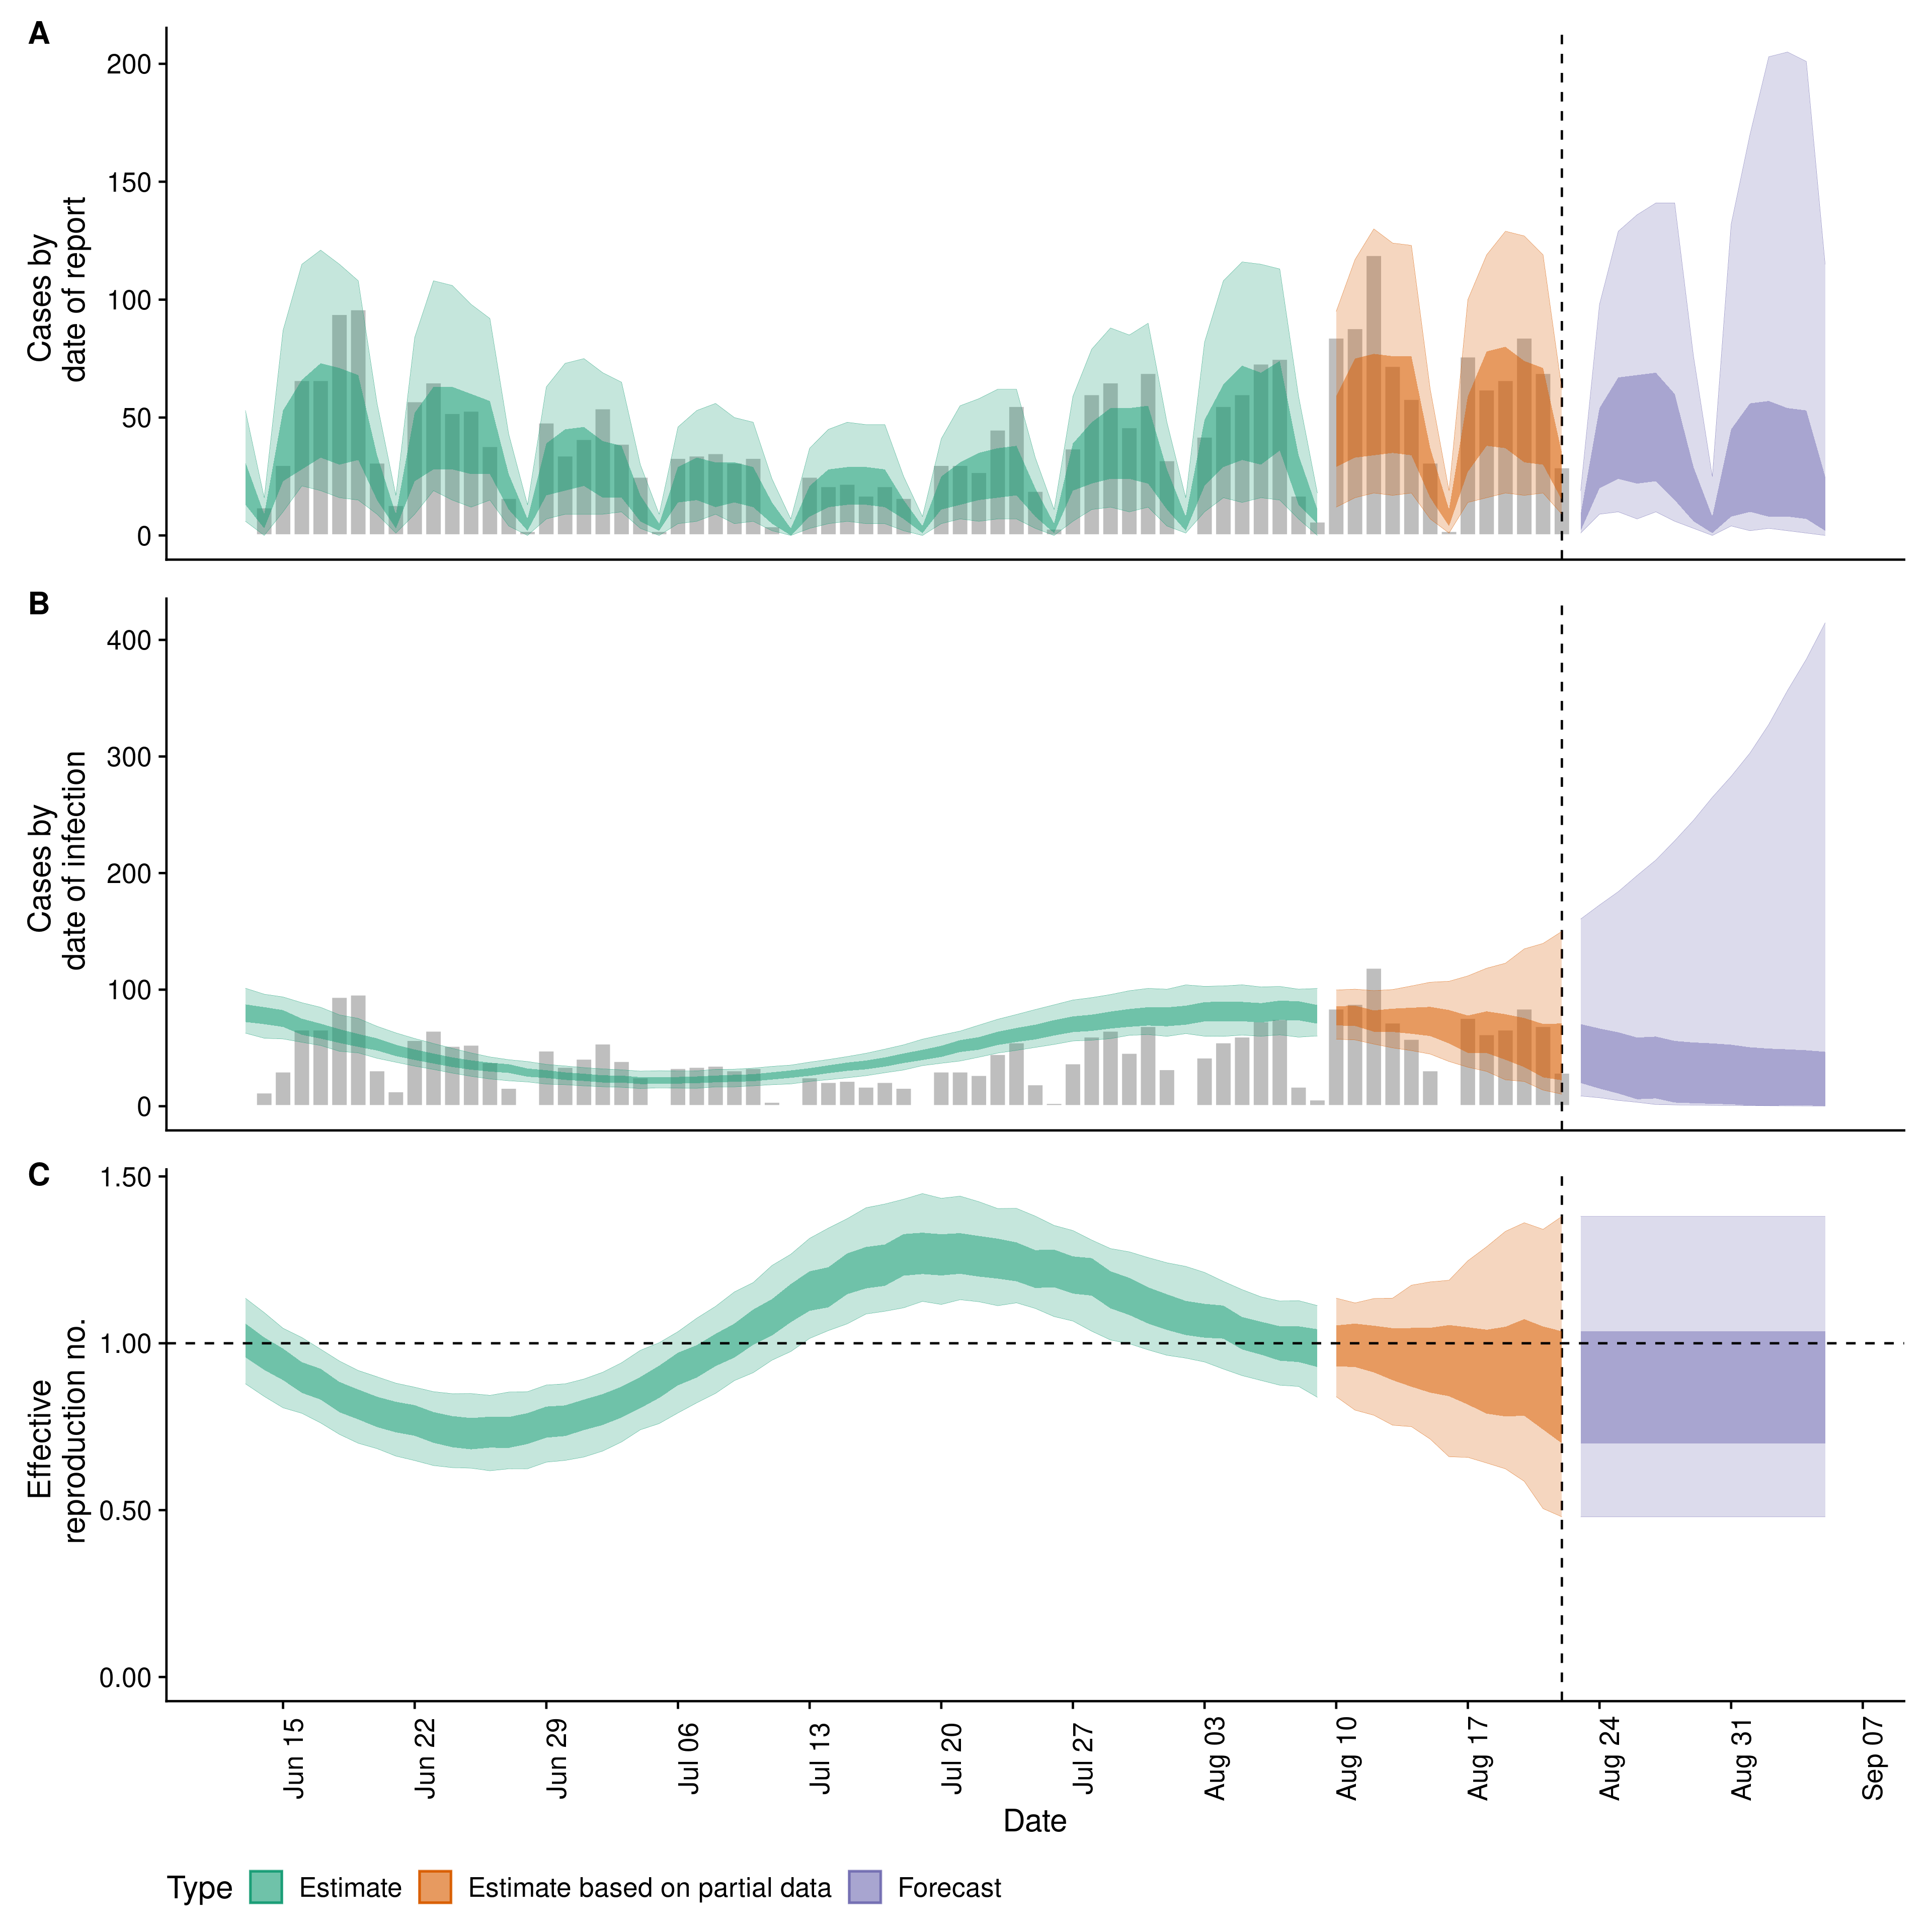 A
200
150
100
50
0
Cases by
date of report
B
400
300
200
100
0
Cases by
date of infection
C
1.50
1.00
0.50
0.00
Effective
reproduction no.
Jun 15
Jun 22
Jun 29
Jul 06
Jul 13
Jul 20
Jul 27
Aug 03
Aug 10
Aug 17
Aug 24
Aug 31
Sep 07
Date
Type Estimate Estimate based on partial data Forecast